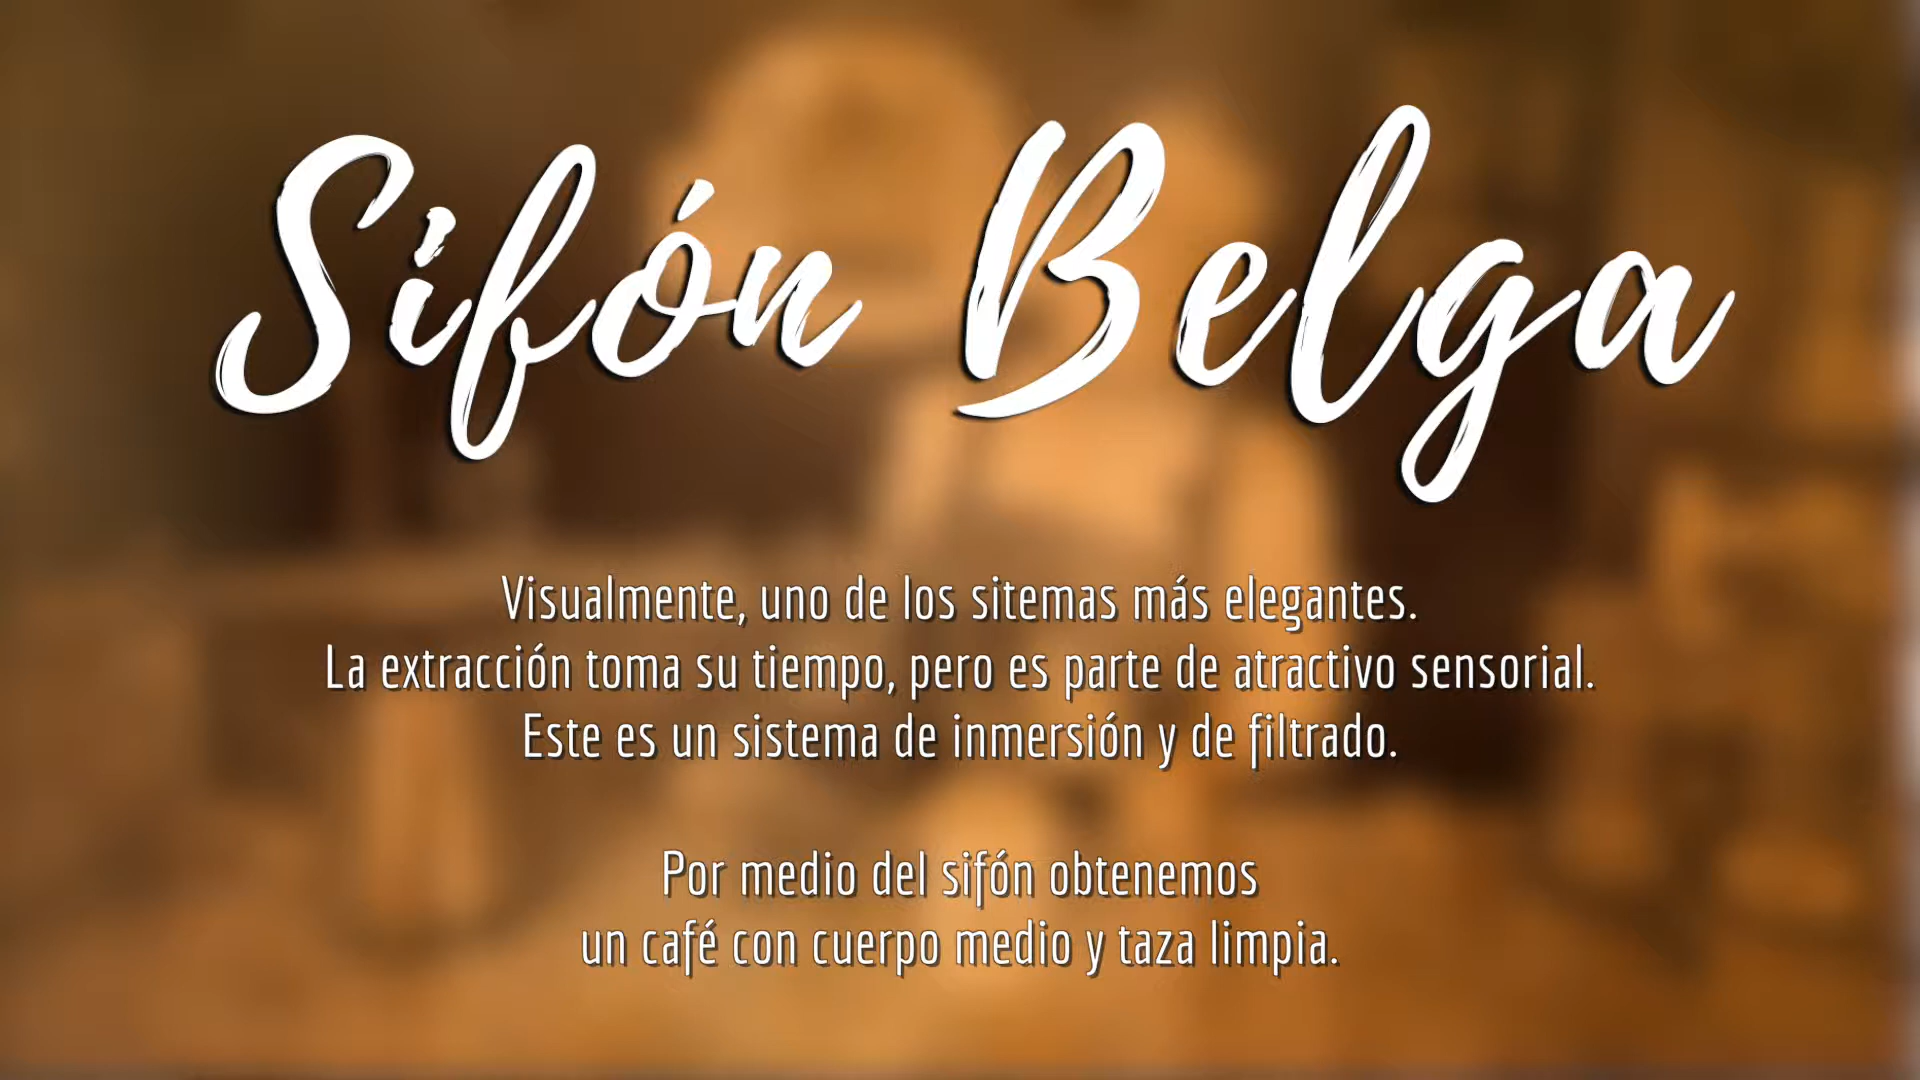 Sifón Belga
Visualmente, uno de los sitemas más elegantes.
La extracción toma su tiempo, pero es parte de atractivo sensorial.
Este es un sistema de inmersión y de filtrado.
Por medio del sifón obtenemos
un café con cuerpo medio y taza limpia.